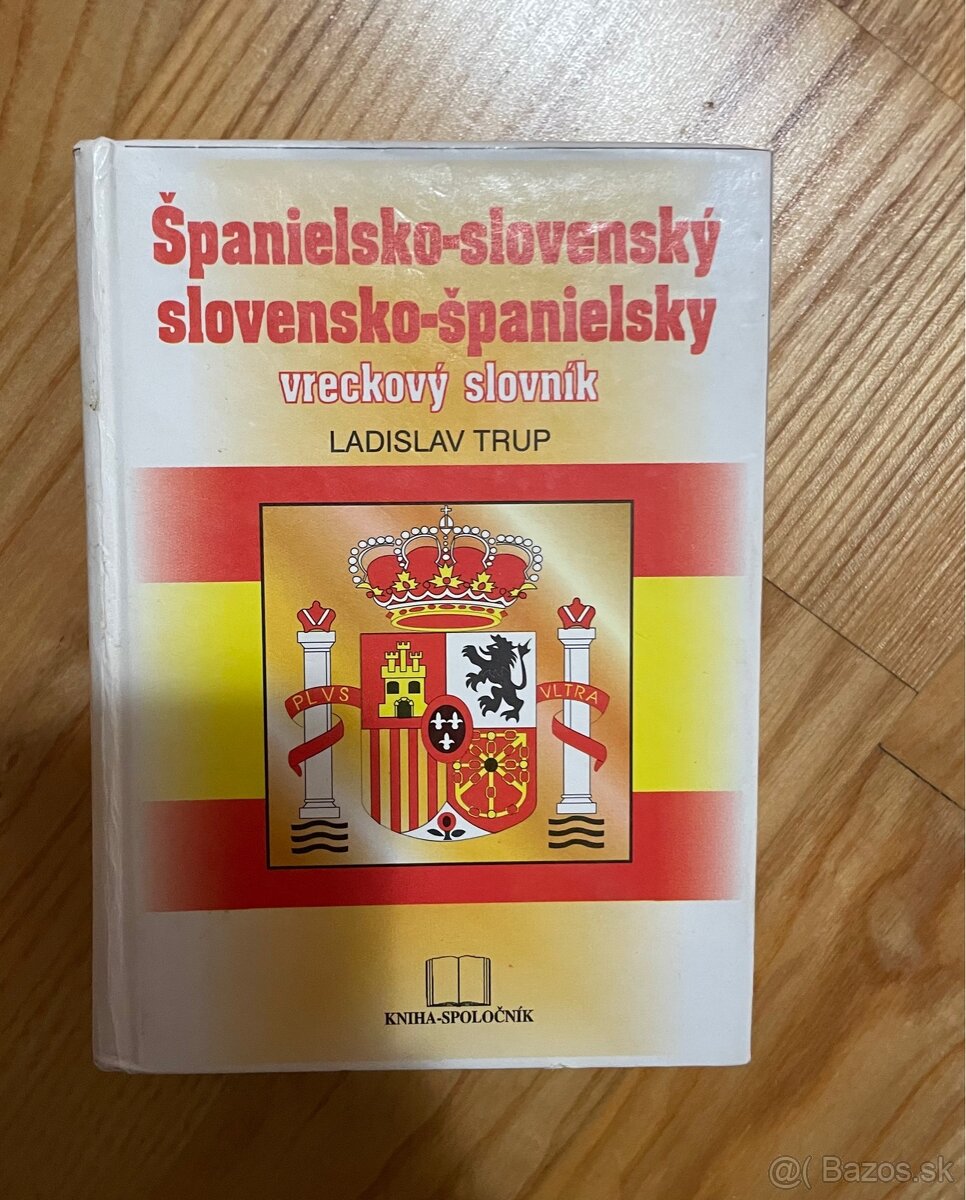 Španielsko-slovenský
slovensko-španielsky
vreckový slovník
LADISLAV TRUP
PLVS VLTRA
KNIHA-SPOLOČNÍK
@( Bazos.sk